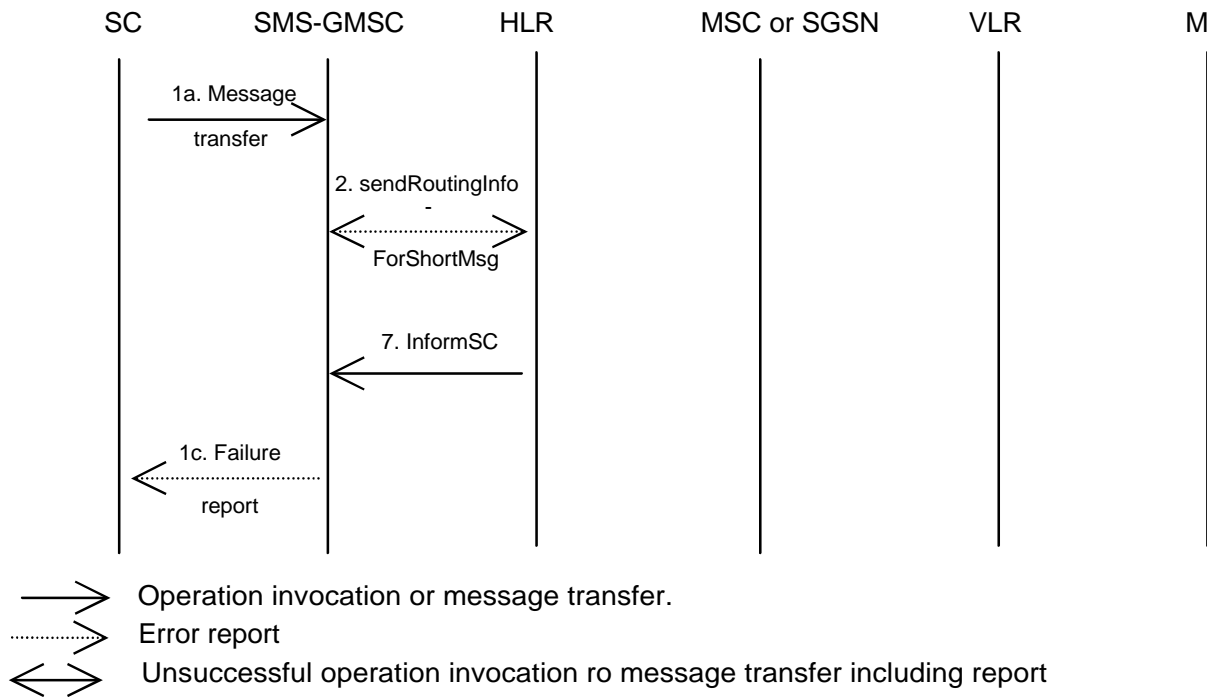 SC SMS-GMSC HLR MSC or SGSN VLR M
1a. Message
transfer
2. sendRoutingInfo
-
ForShortMsg
7. InformSC
1c. Failure
report
Operation invocation or message transfer.
Error report
Unsuccessful operation invocation ro message transfer including report